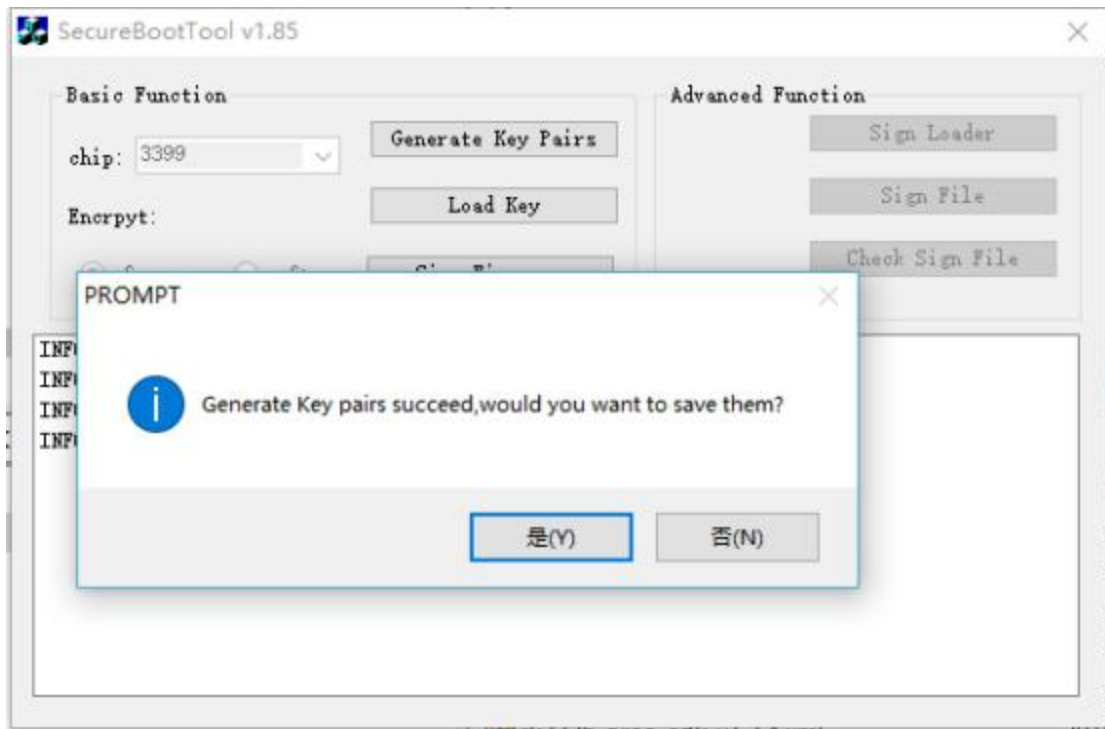 SecureBootTool v1.85
Basic Function
chip: 3399
Generate Key Pairs
Encrpyt:
Load Key
Advanced Function
Sign Loader
Sign File
Check Sign File
PROMPT
Generate Key pairs succeed,would you want to save them?
是(Y)
否(N)